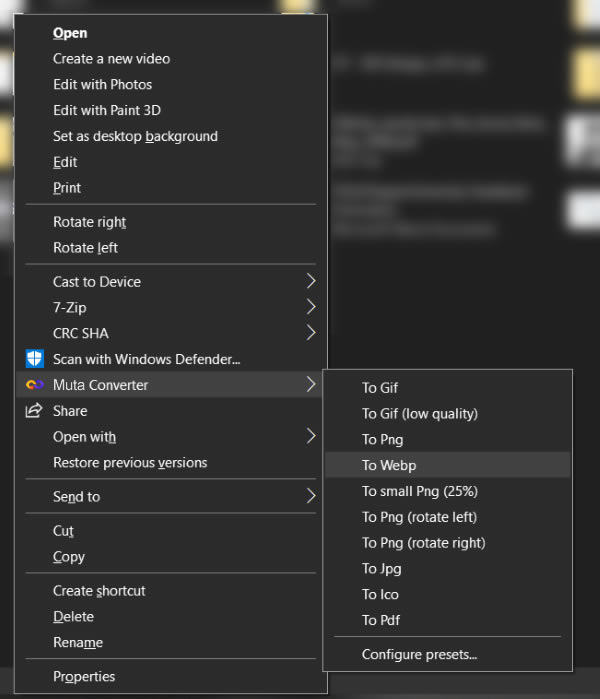 Open
Create a new video
Edit with Photos
Edit with Paint 3D
Set as desktop background
Edit
Print
Rotate right
Rotate left
Cast to Device
7-Zip
CRC SHA
Scan with Windows Defender...
Muta Converter
Share
Open with
Restore previous versions
Send to
Cut
Copy
Create shortcut
Delete
Rename
Properties
To Gif
To Gif (low quality)
To Png
To Webp
To small Png (25%)
To Png (rotate left)
To Png (rotate right)
To Jpg
To Ico
To Pdf
Configure presets...